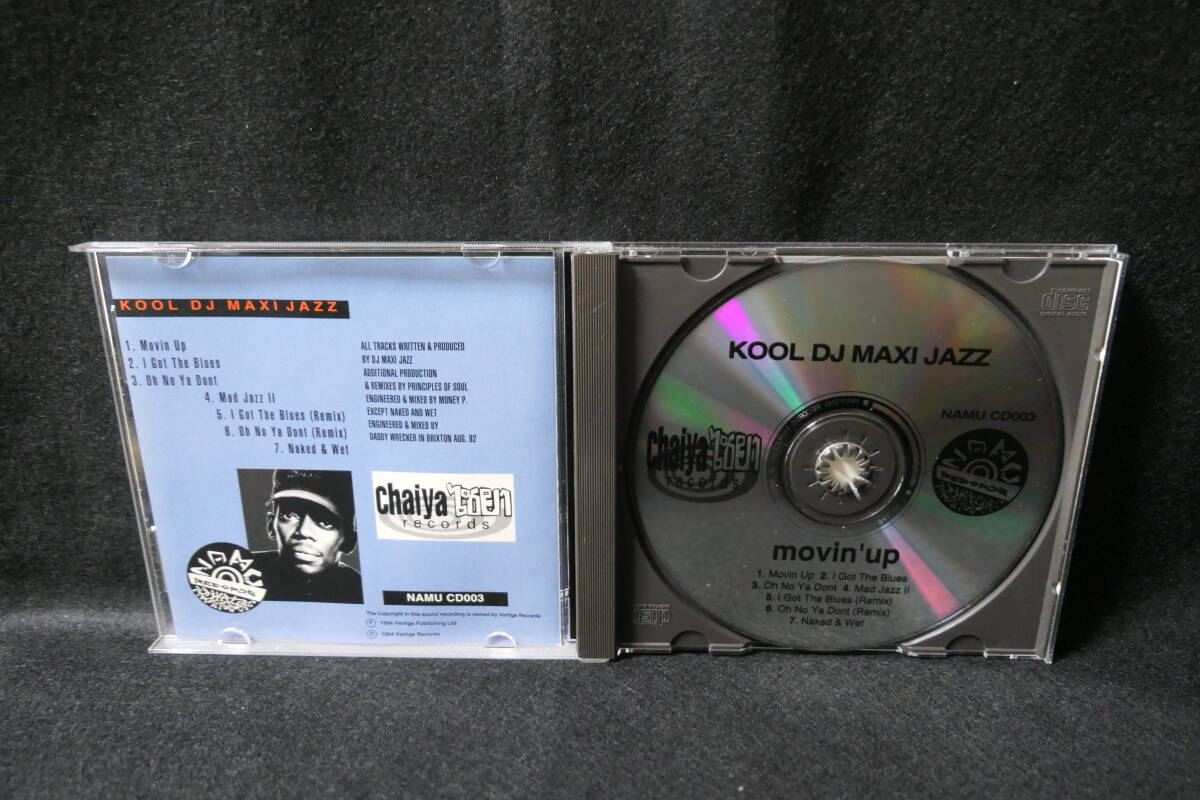 KOOL DJ MAXI JAZZ
1. Movin Up
2. I Got The Blues
3. Oh No Ya Dont
4. Mad Jazz II
5. I Got The Blues (Remix)
6. Oh No Ya Dont (Remix)
7. Naked & Wet
ALL TRACKS WRITTEN & PRODUCED
BY DJ MAXI JAZZ
ADDITIONAL PRODUCTION
& REMIXES BY PRINCIPLES OF SOUL
ENGINEERED & MIXED BY MONEY P.
EXCEPT NAKED AND WET
ENGINEERED & MIXED BY
DADDY WRECKER IN BRIXTON AUG. 92
Chaiya
records
NAMU CD003
The Copyright in this sound recording is owned by Vertige Records
Ⓟ 1994 Vertige Publishing Ltd
© 1994 Vertige Records
KOOL DJ MAXI JAZZ
NAMU CD003
Chaiya
records
movin'up
1. Movin Up 2. I Got The Blues
3. Oh No Ya Dont 4. Mad Jazz II
5. I Got The Blues (Remix)
6. Oh No Ya Dont (Remix)
7. Naked & Wet
COMPACT
disc
DIGITAL AUDIO